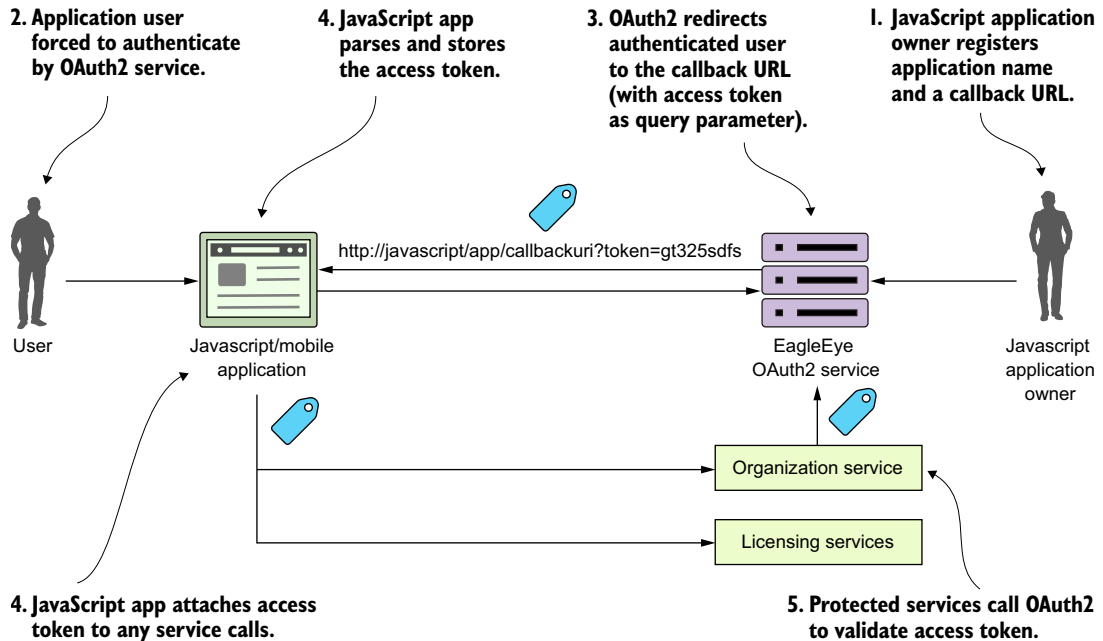 2. Application user
forced to authenticate
by OAuth2 service.
4. JavaScript app
parses and stores
the access token.
3. OAuth2 redirects
authenticated user
to the callback URL
(with access token
as query parameter).
1. JavaScript application
owner registers
application name
and a callback URL.
http://javascript/app/callbackuri?token=gt325sdfs
User
Javascript/mobile
application
EagleEye
OAuth2 service
Javascript
application
owner
Organization service
Licensing services
4. JavaScript app attaches access
token to any service calls.
5. Protected services call OAuth2
to validate access token.